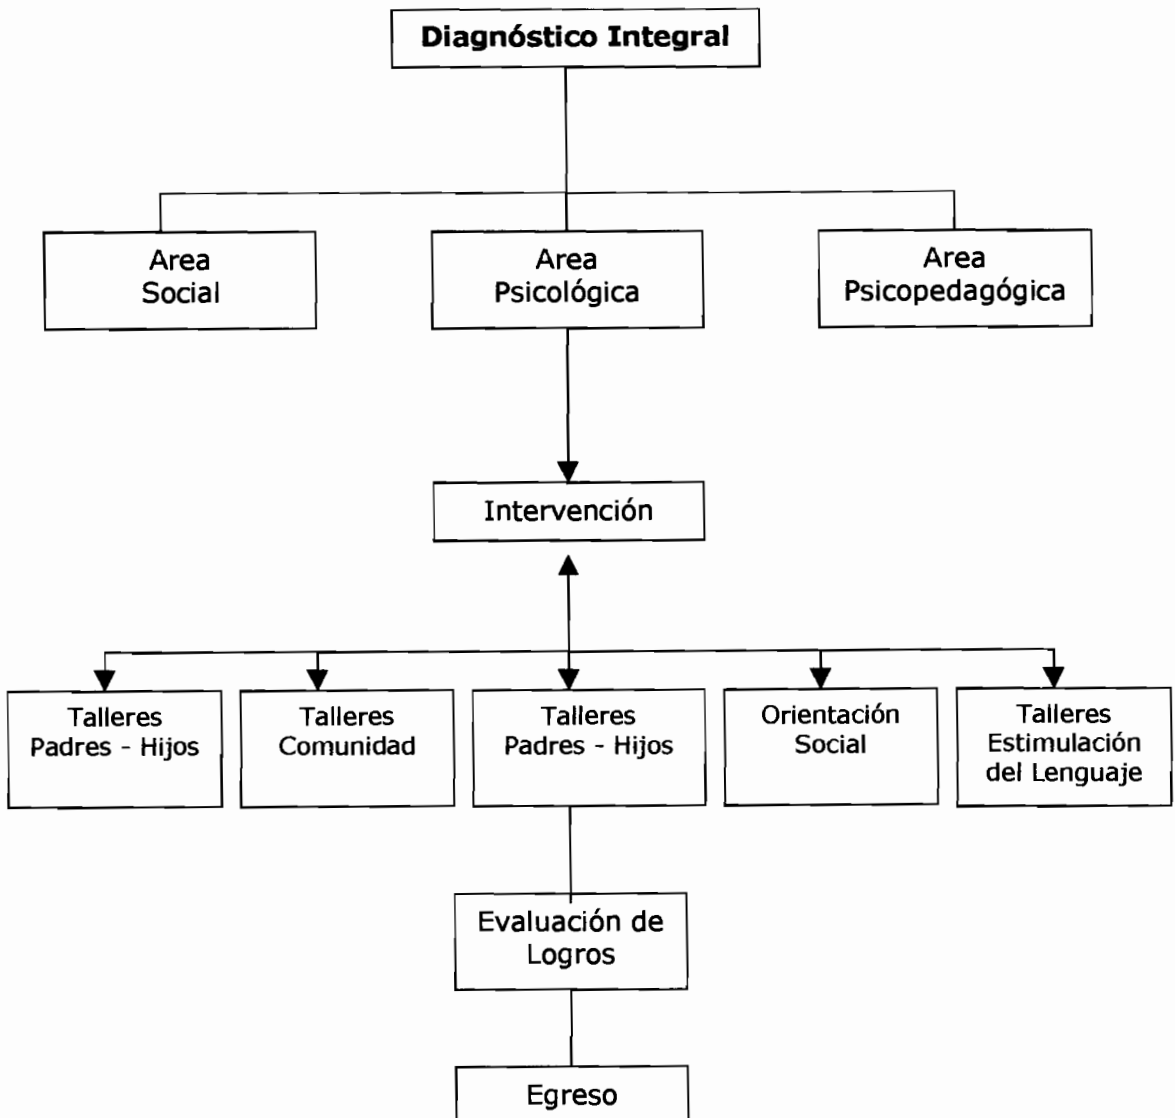 Diagnóstico Integral
Area
Social
Area
Psicológica
Area
Psicopedagógica
Intervención
Talleres
Padres - Hijos
Talleres
Comunidad
Talleres
Padres - Hijos
Orientación
Social
Talleres
Estimulación
del Lenguaje
Evaluación de
Logros
Egreso